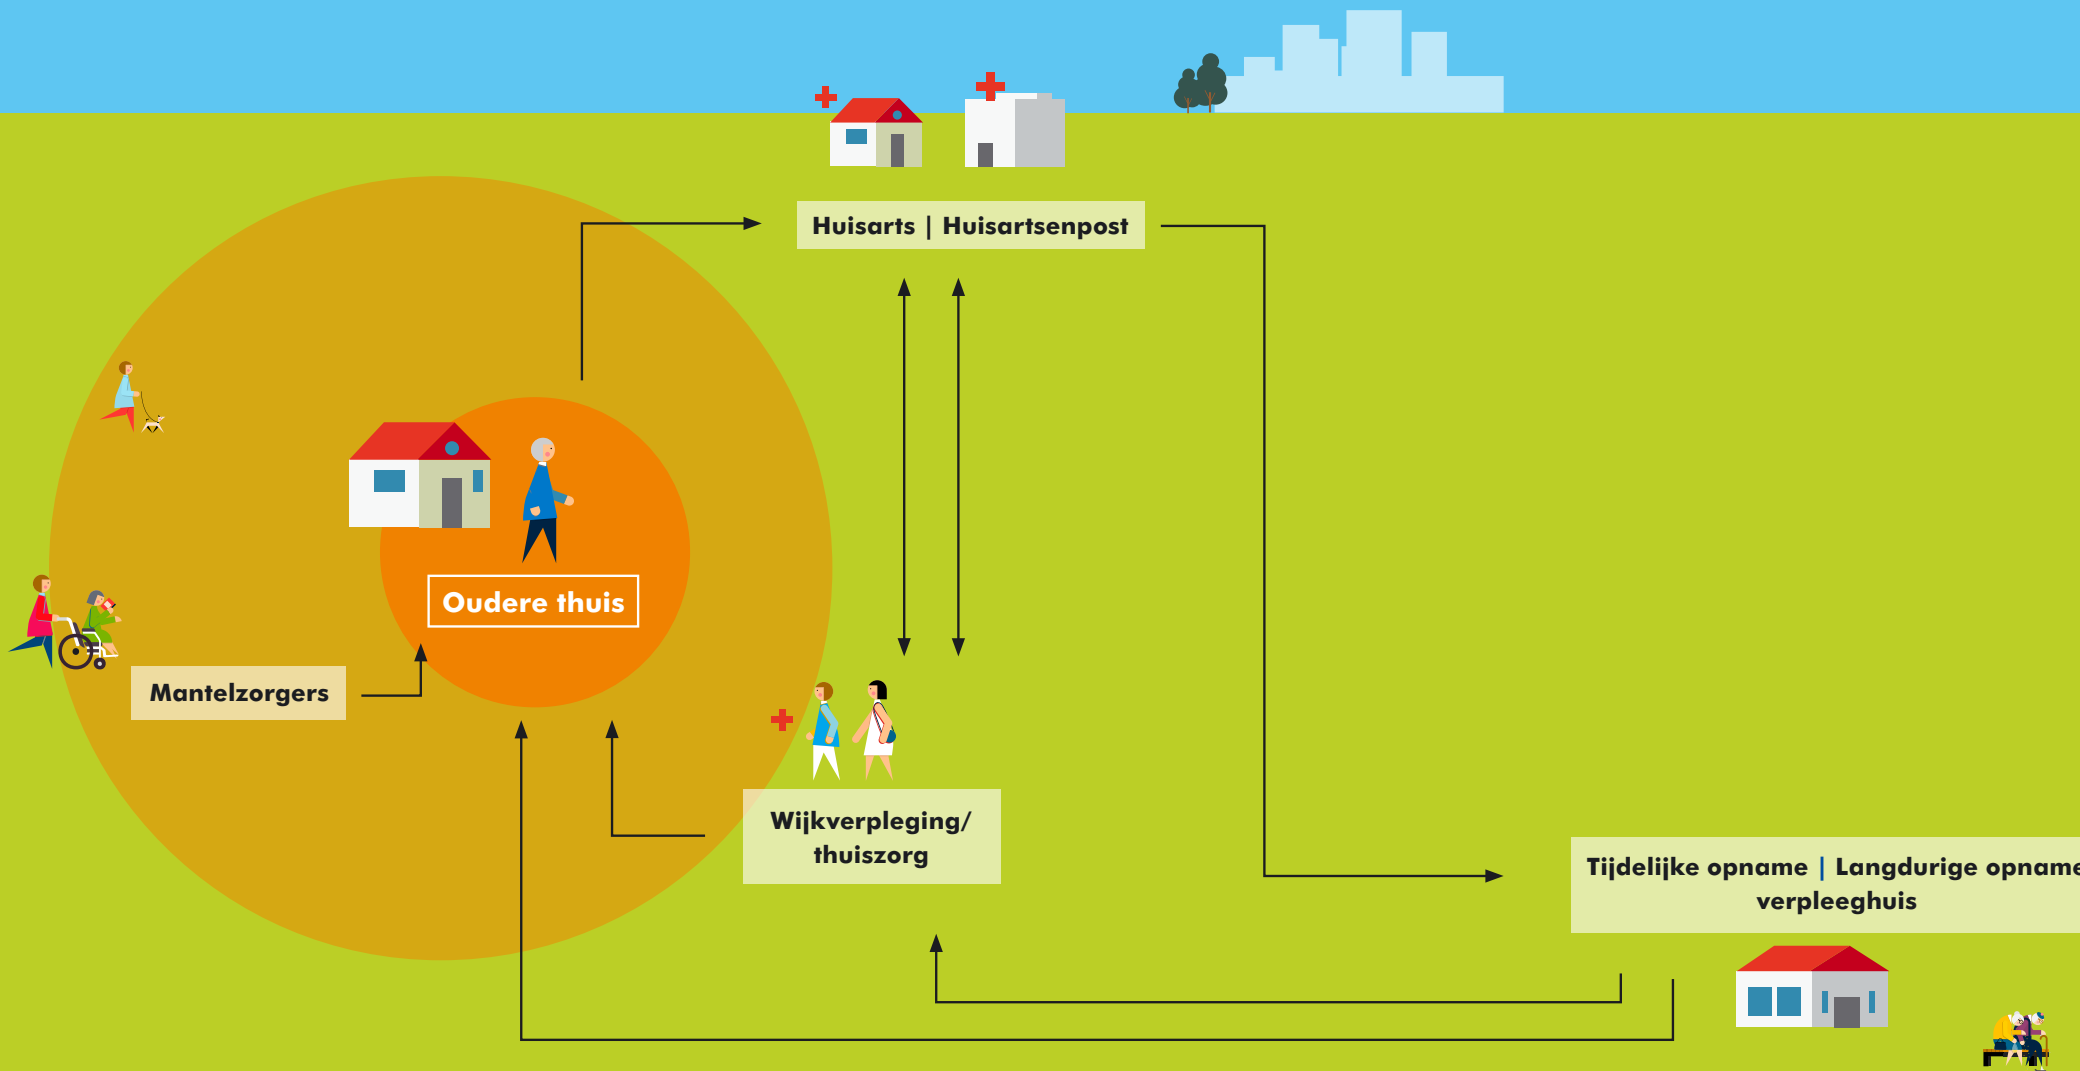 Huisarts | Huisartsenpost
Oudere thuis
Mantelzorgers
Wijkverpleging/
thuiszorg
Tijdelijke opname | Langdurige opname
verpleeghuis